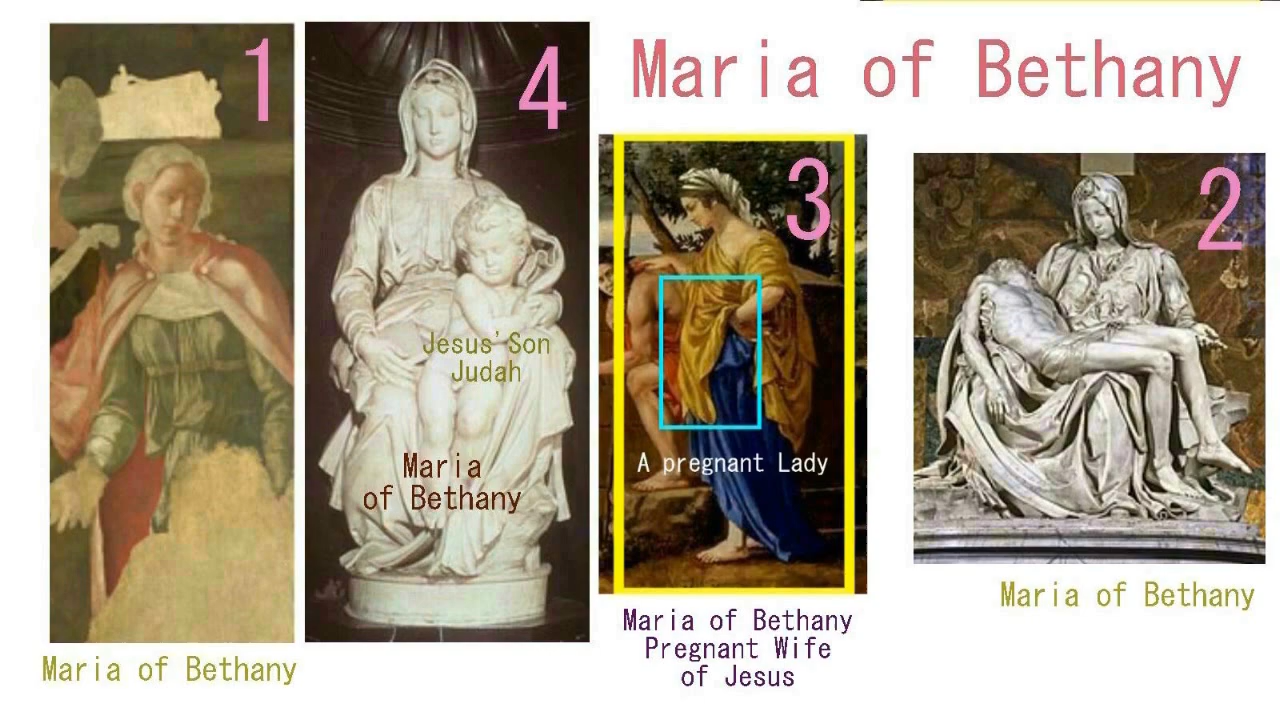 1
4
Maria of Bethany
3
2
Jesus'Son
Judah
Maria
of Bethany
A pregnant Lady
Maria of Bethany
Maria of Bethany
Pregnant Wife
of Jesus
Maria of Bethany